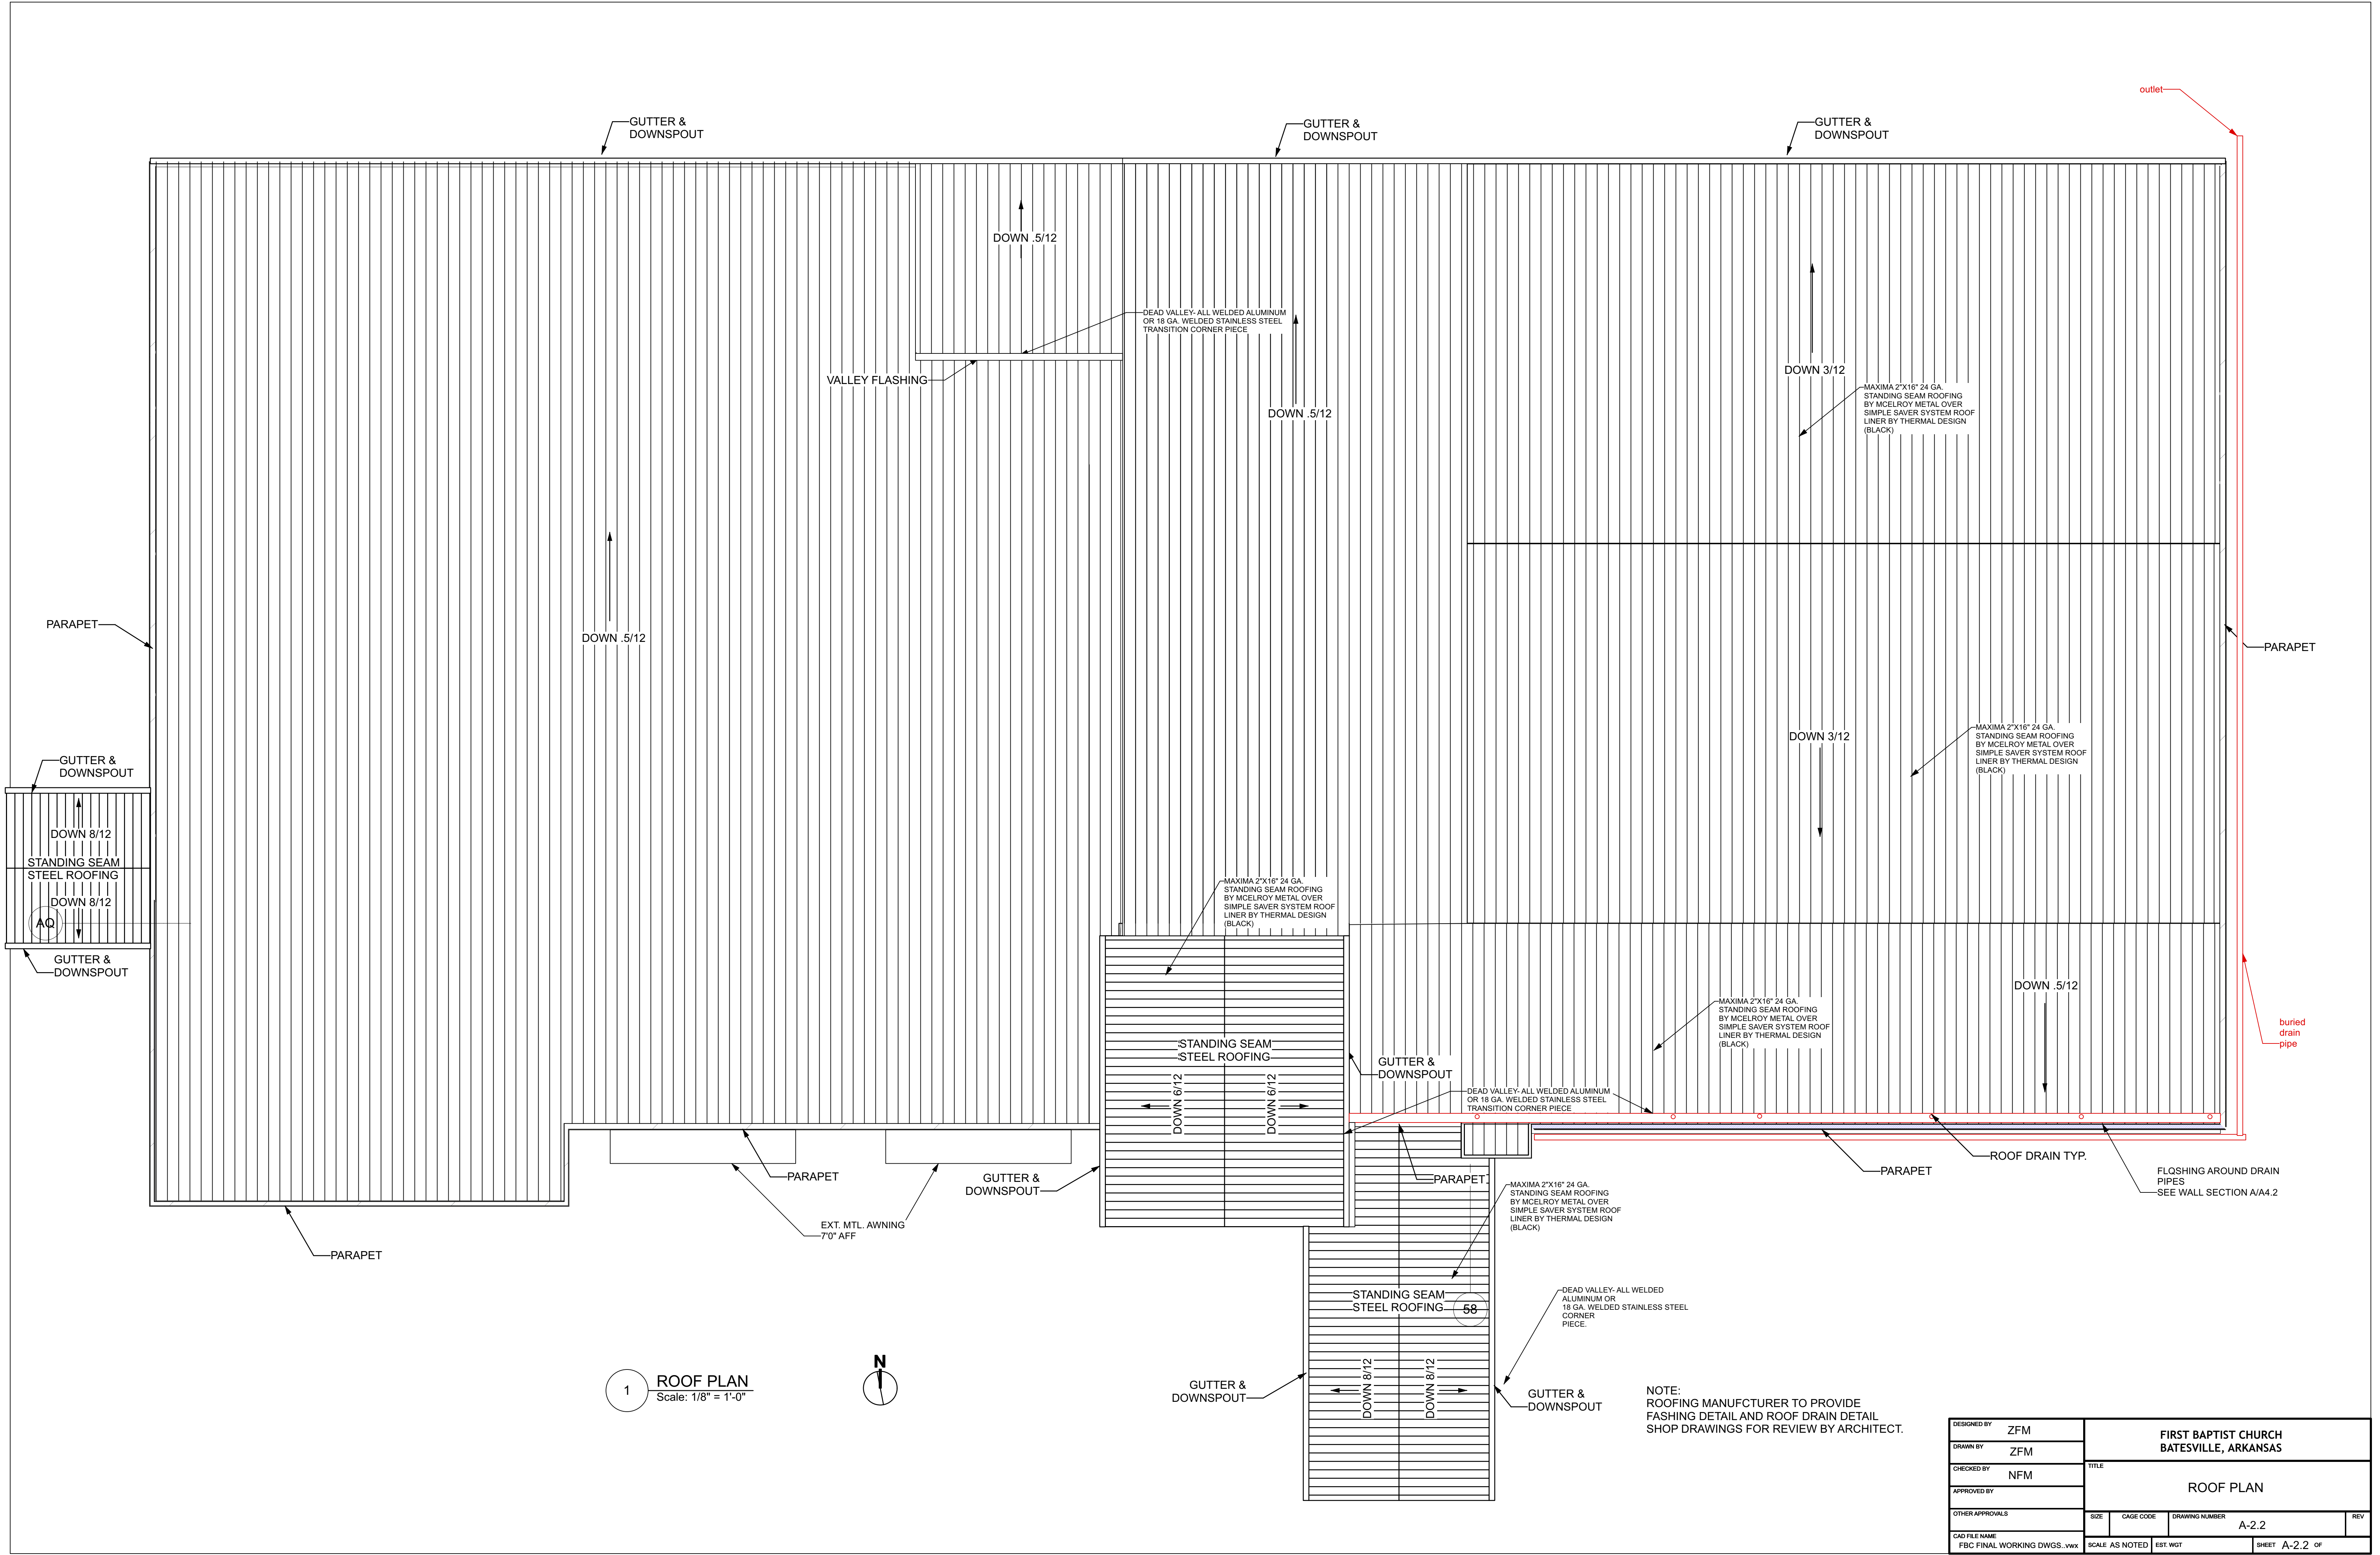 outlet
GUTTER &
DOWNSPOUT
GUTTER &
DOWNSPOUT
GUTTER &
DOWNSPOUT
DOWN .5/12
DEAD VALLEY- ALL WELDED ALUMINUM
OR 18 GA. WELDED STAINLESS STEEL
TRANSITION CORNER PIECE
VALLEY FLASHING
DOWN .5/12
DOWN 3/12
MAXIMA 2"X16" 24 GA.
STANDING SEAM ROOFING
BY MCELROY METAL OVER
SIMPLE SAVER SYSTEM ROOF
LINER BY THERMAL DESIGN
(BLACK)
PARAPET
DOWN .5/12
PARAPET
DOWN 3/12
MAXIMA 2"X16" 24 GA.
STANDING SEAM ROOFING
BY MCELROY METAL OVER
SIMPLE SAVER SYSTEM ROOF
LINER BY THERMAL DESIGN
(BLACK)
GUTTER &
DOWNSPOUT
DOWN 8/12
STANDING SEAM
STEEL ROOFING
DOWN 8/12
AQ
GUTTER &
DOWNSPOUT
MAXIMA 2"X16" 24 GA.
STANDING SEAM ROOFING
BY MCELROY METAL OVER
SIMPLE SAVER SYSTEM ROOF
LINER BY THERMAL DESIGN
(BLACK)
DOWN .5/12
MAXIMA 2"X16" 24 GA.
STANDING SEAM ROOFING
BY MCELROY METAL OVER
SIMPLE SAVER SYSTEM ROOF
LINER BY THERMAL DESIGN
(BLACK)
buried
drain
pipe
STANDING SEAM
STEEL ROOFING
DOWN 6/12
DOWN 6/12
GUTTER &
DOWNSPOUT
DEAD VALLEY- ALL WELDED ALUMINUM
OR 18 GA. WELDED STAINLESS STEEL
TRANSITION CORNER PIECE
PARAPET
GUTTER &
DOWNSPOUT
PARAPET
PARAPET
ROOF DRAIN TYP.
FLQSHING AROUND DRAIN
PIPES
SEE WALL SECTION A/A4.2
MAXIMA 2"X16" 24 GA.
STANDING SEAM ROOFING
BY MCELROY METAL OVER
SIMPLE SAVER SYSTEM ROOF
LINER BY THERMAL DESIGN
(BLACK)
EXT. MTL. AWNING
7'0" AFF
PARAPET
STANDING SEAM
STEEL ROOFING
58
DEAD VALLEY- ALL WELDED
ALUMINUM OR
18 GA. WELDED STAINLESS STEEL
CORNER
PIECE.
DOWN 8/12
DOWN 8/12
GUTTER &
DOWNSPOUT
GUTTER &
DOWNSPOUT
1
ROOF PLAN
Scale: 1/8" = 1'-0"
N
NOTE:
ROOFING MANUFCTURER TO PROVIDE
FASHING DETAIL AND ROOF DRAIN DETAIL
SHOP DRAWINGS FOR REVIEW BY ARCHITECT.
DESIGNED BY ZFM
DRAWN BY ZFM
CHECKED BY NFM
APPROVED BY
OTHER APPROVALS
CAD FILE NAME
FBC FINAL WORKING DWGS..vwx
FIRST BAPTIST CHURCH
BATESVILLE, ARKANSAS
TITLE
ROOF PLAN
SIZE CAGE CODE DRAWING NUMBER A-2.2 REV
SCALE AS NOTED EST. WGT SHEET A-2.2 OF